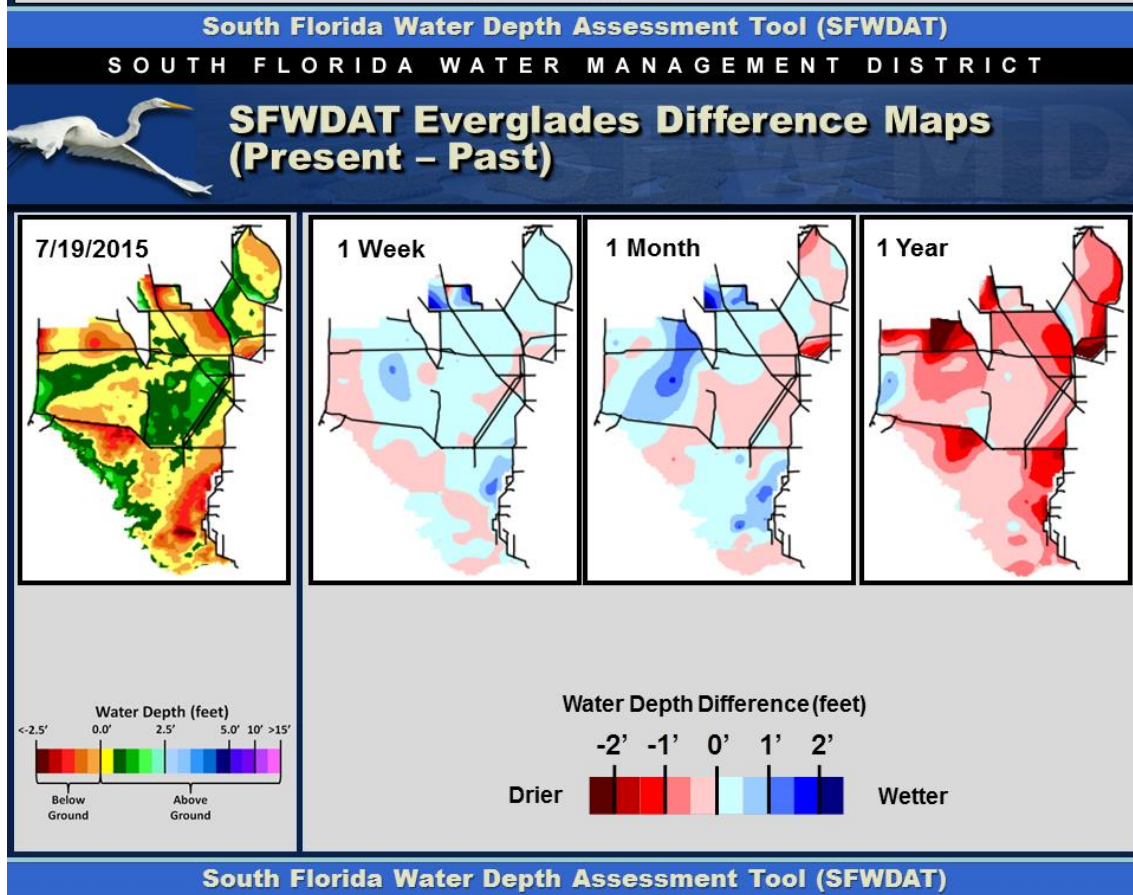 South Florida Water Depth Assessment Tool (SFWDAT)
SOUTH FLORIDA WATER MANAGEMENT DISTRICT
SFWDAT Everglades Difference Maps
(Present – Past)
SFWMD
7/19/2015
1 Week
1 Month
1 Year
Water Depth (feet)
<-2.5' 0.0' 2.5' 5.0' 10' >15'
Below
Ground
Above
Ground
Water Depth Difference (feet)
-2’ -1’ 0’ 1’ 2’
Drier
Wetter
South Florida Water Depth Assessment Tool (SFWDAT)